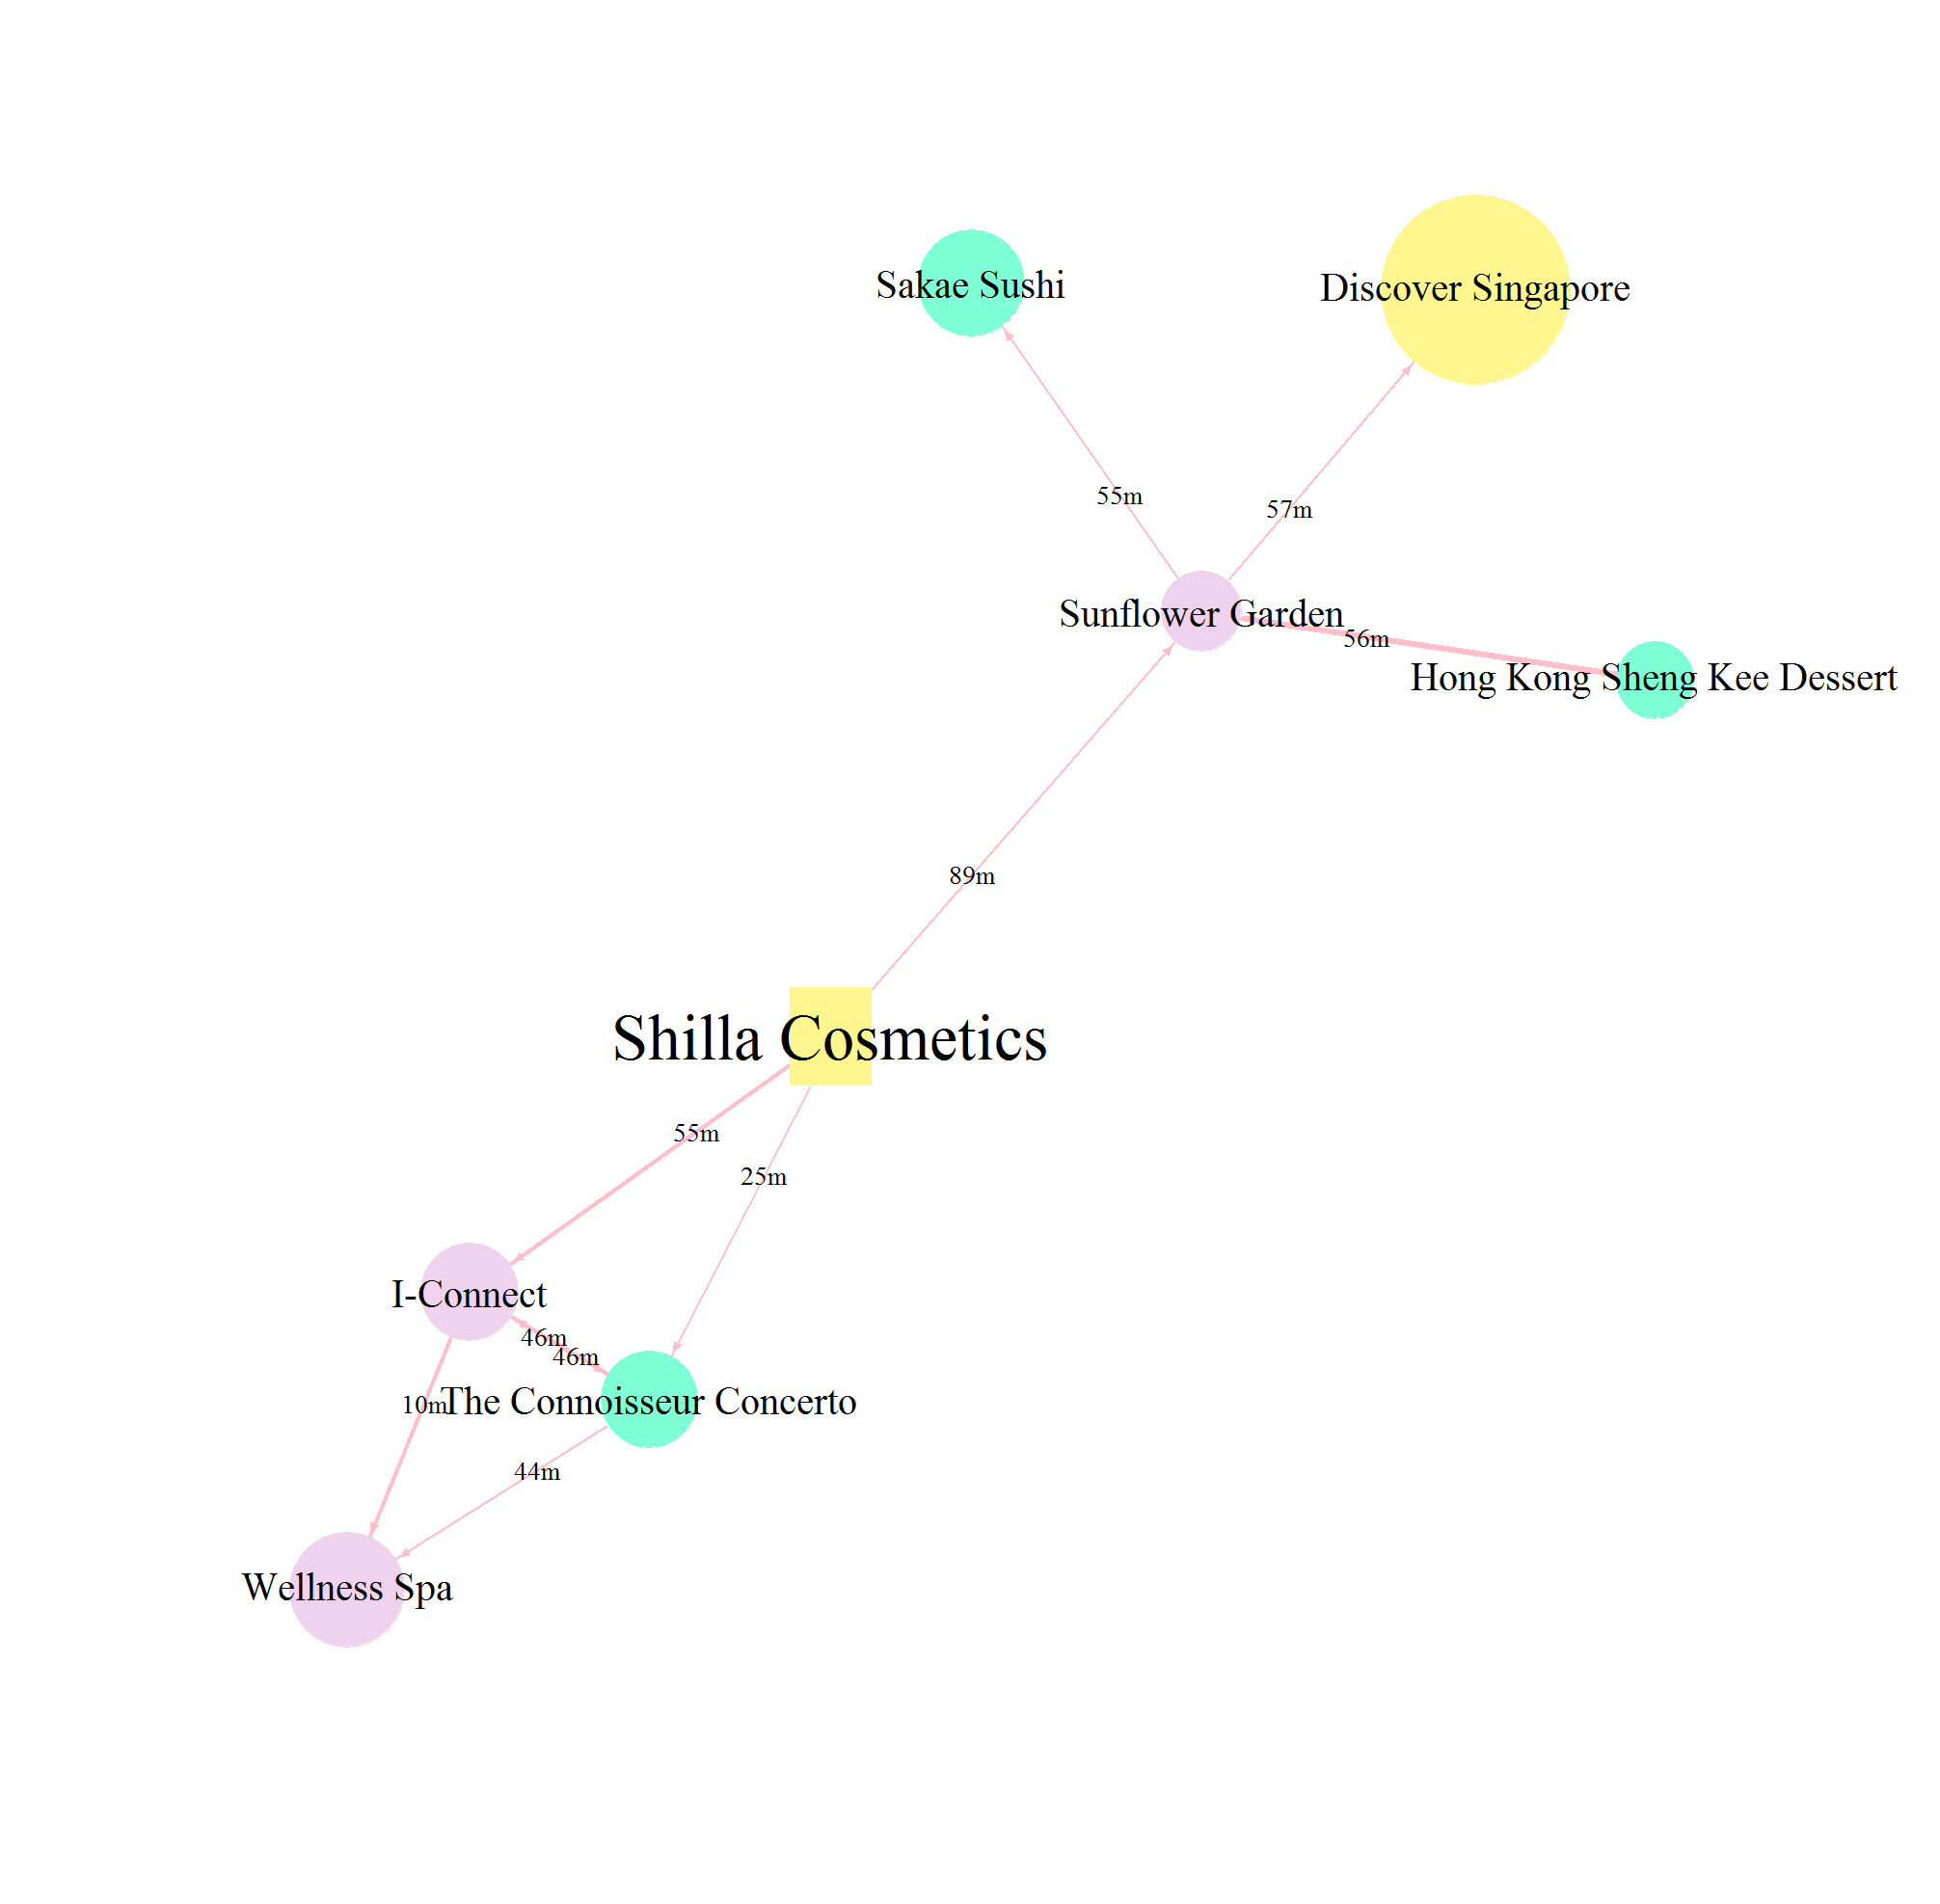 Sakae Sushi
Discover Singapore
55m
57m
Sunflower Garden
56m
Hong Kong Sheng Kee Dessert
89m
Shilla Cosmetics
55m
25m
I-Connect
46m
46m
10m
The Connoisseur Concerto
44m
Wellness Spa